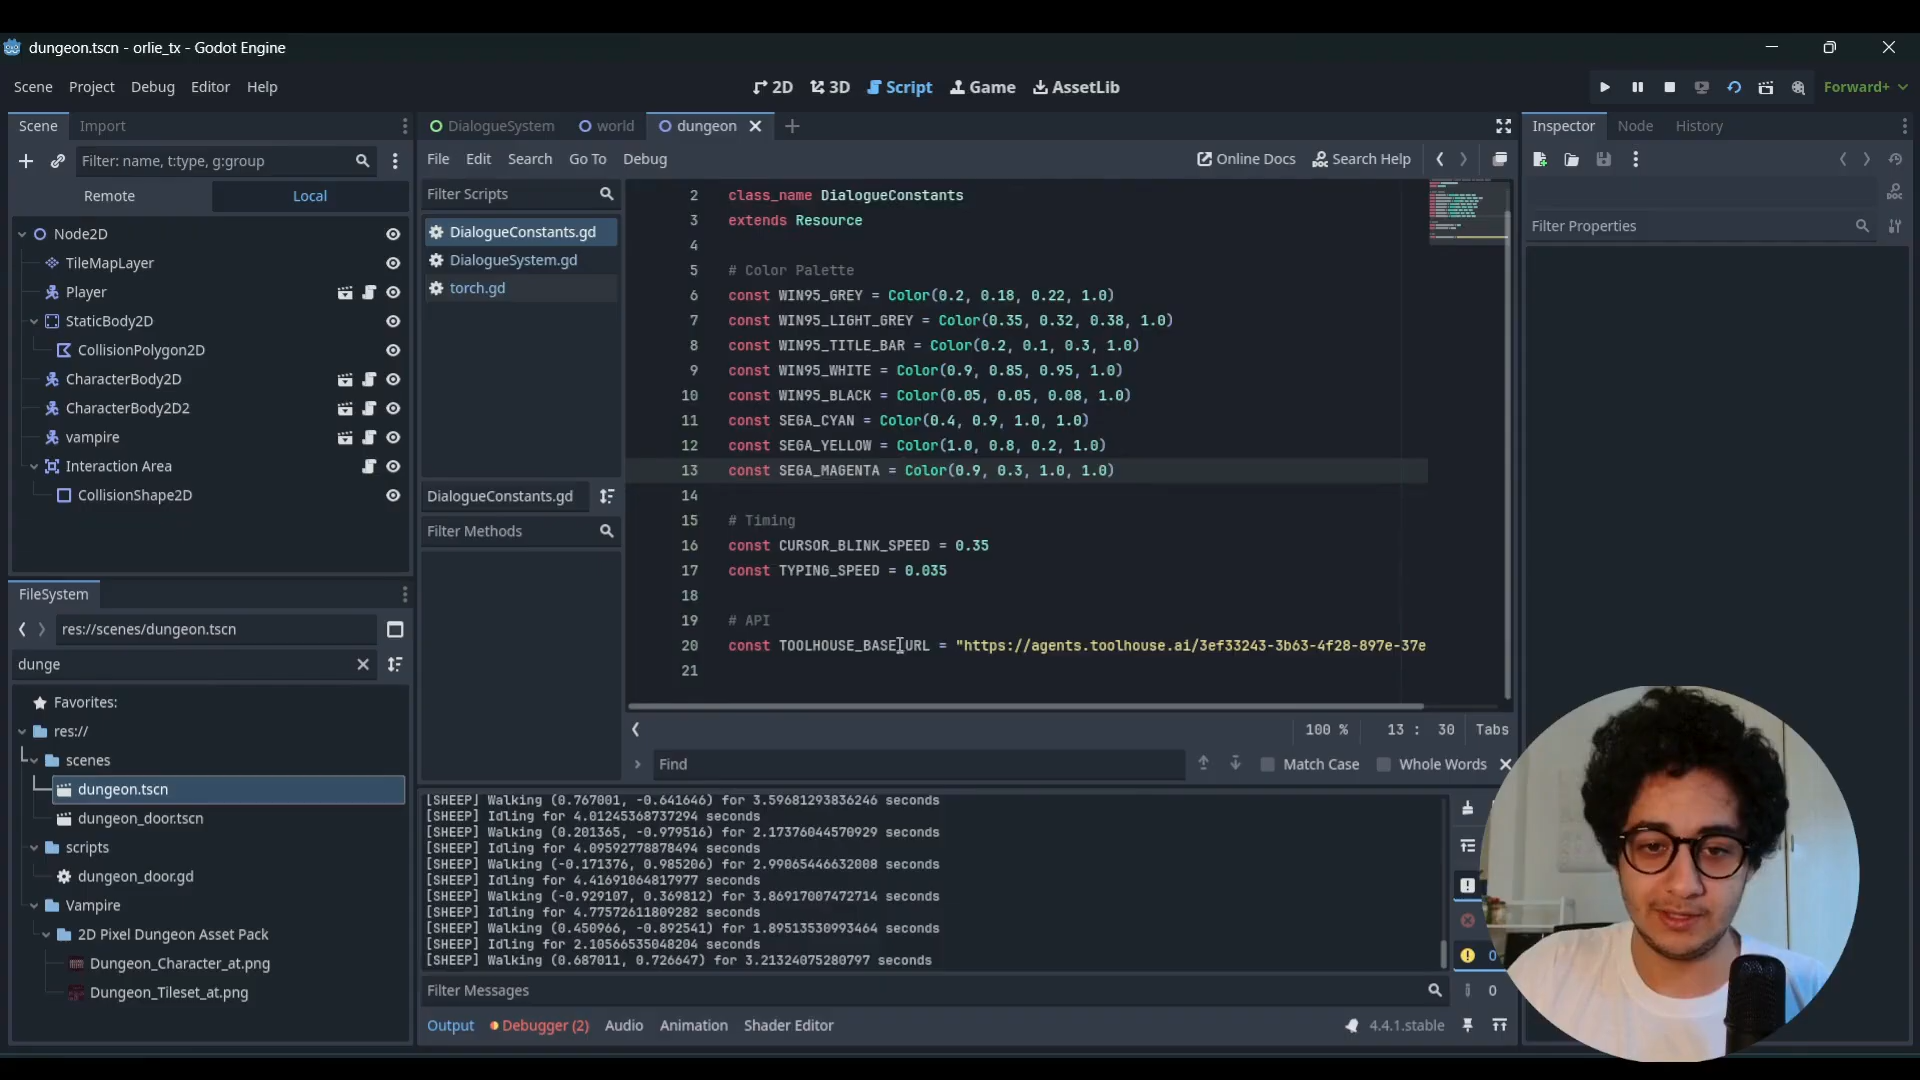 dungeon.tscn - orlie_tx - Godot Engine
Scene Project Debug Editor Help
2D 3D Script Game AssetLib
Forward+
Scene Import
Filter: name, t:type, g:group
Remote Local
Node2D
TileMapLayer
Player
StaticBody2D
CollisionPolygon2D
CharacterBody2D
CharacterBody2D2
vampire
Interaction Area
CollisionShape2D
FileSystem
res://scenes/dungeon.tscn
dunge
Favorites:
res://
scenes
dungeon.tscn
dungeon_door.tscn
scripts
dungeon_door.gd
Vampire
2D Pixel Dungeon Asset Pack
Dungeon_Character_at.png
Dungeon_Tileset_at.png
DialogueSystem world dungeon
File Edit Search Go To Debug
Online Docs Search Help
Filter Scripts
DialogueConstants.gd
DialogueSystem.gd
torch.gd
DialogueConstants.gd
Filter Methods
2 class_name DialogueConstants
3 extends Resource
4
5 # Color Palette
6 const WIN95_GREY = Color(0.2, 0.18, 0.22, 1.0)
7 const WIN95_LIGHT_GREY = Color(0.35, 0.32, 0.38, 1.0)
8 const WIN95_TITLE_BAR = Color(0.2, 0.1, 0.3, 1.0)
9 const WIN95_WHITE = Color(0.9, 0.85, 0.95, 1.0)
10 const WIN95_BLACK = Color(0.05, 0.05, 0.08, 1.0)
11 const SEGA_CYAN = Color(0.4, 0.9, 1.0, 1.0)
12 const SEGA_YELLOW = Color(1.0, 0.8, 0.2, 1.0)
13 const SEGA_MAGENTA = Color(0.9, 0.3, 1.0, 1.0)
14
15 # Timing
16 const CURSOR_BLINK_SPEED = 0.35
17 const TYPING_SPEED = 0.035
18
19 # API
20 const TOOLHOUSE_BASE_URL = "https://agents.toolhouse.ai/3ef33243-3b63-4f28-897e-37e
21
100 % 13 : 30 Tabs
Find Match Case Whole Words
[SHEEP] Walking (0.767001, -0.641646) for 3.59681293836246 seconds
[SHEEP] Idling for 4.01245368737294 seconds
[SHEEP] Walking (0.201365, -0.979516) for 2.17376044570929 seconds
[SHEEP] Idling for 4.09592778878494 seconds
[SHEEP] Walking (-0.171376, 0.985206) for 2.99065446632008 seconds
[SHEEP] Idling for 4.41691064817977 seconds
[SHEEP] Walking (-0.929107, 0.369812) for 3.86917007472714 seconds
[SHEEP] Idling for 4.77572611809282 seconds
[SHEEP] Walking (0.450966, -0.892541) for 1.89513530993464 seconds
[SHEEP] Idling for 2.10566535048204 seconds
[SHEEP] Walking (0.687011, 0.726647) for 3.21324075280797 seconds
0
Filter Messages 0
Output Debugger (2) Audio Animation Shader Editor 4.4.1.stable
Inspector Node History
Filter Properties